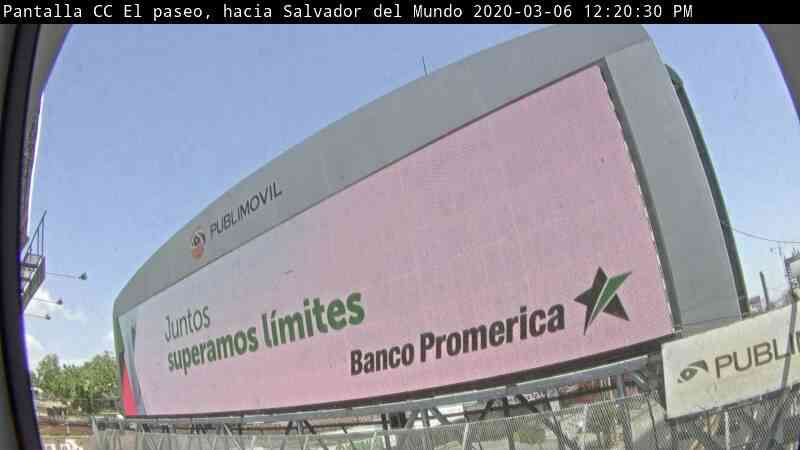 Pantalla CC El paseo, hacia Salvador del Mundo 2020-03-06 12:20:30 PM
PUBLIMOVIL
Juntos
superamos límites
Banco Promerica
PUBLI